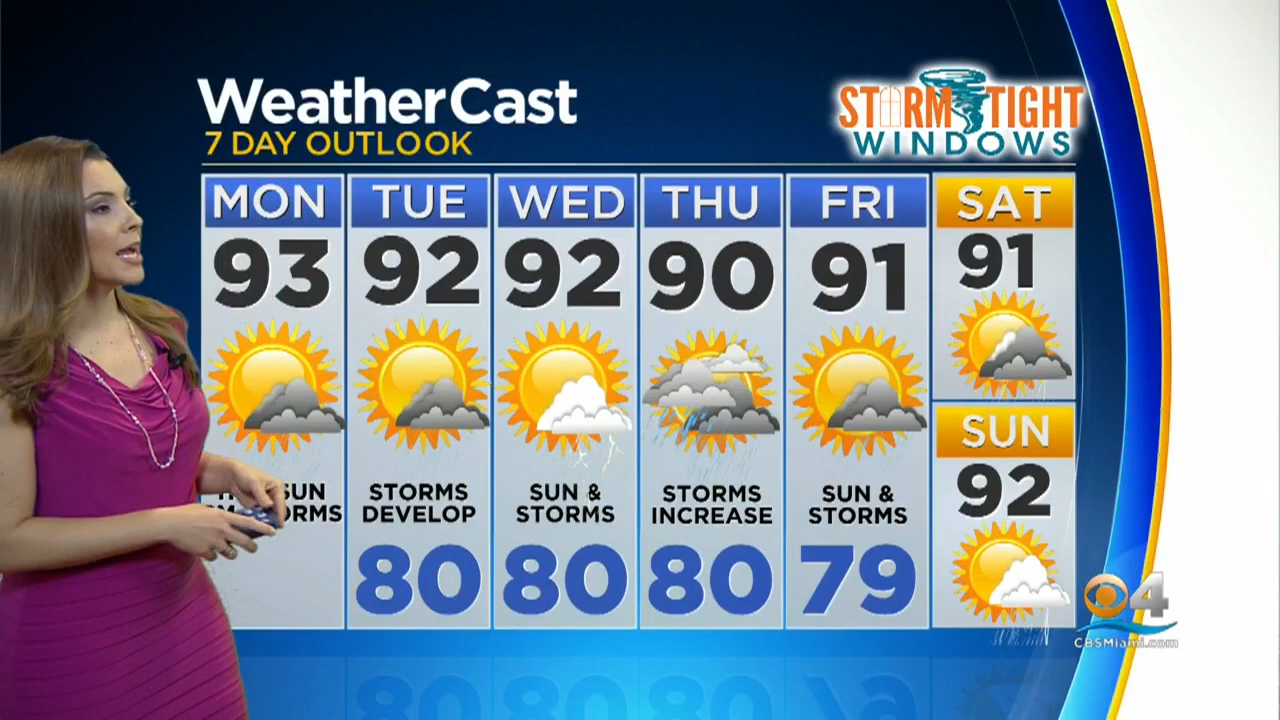 WeatherCast
7 DAY OUTLOOK
STORM TIGHT
WINDOWS
MON
TUE
WED
THU
FRI
SAT
93
92
92
90
91
91
SUN
92
SUN
STORMS
DEVELOP
SUN &
STORMS
STORMS
INCREASE
SUN &
STORMS
80
80
80
79
4
CBSMiami.com